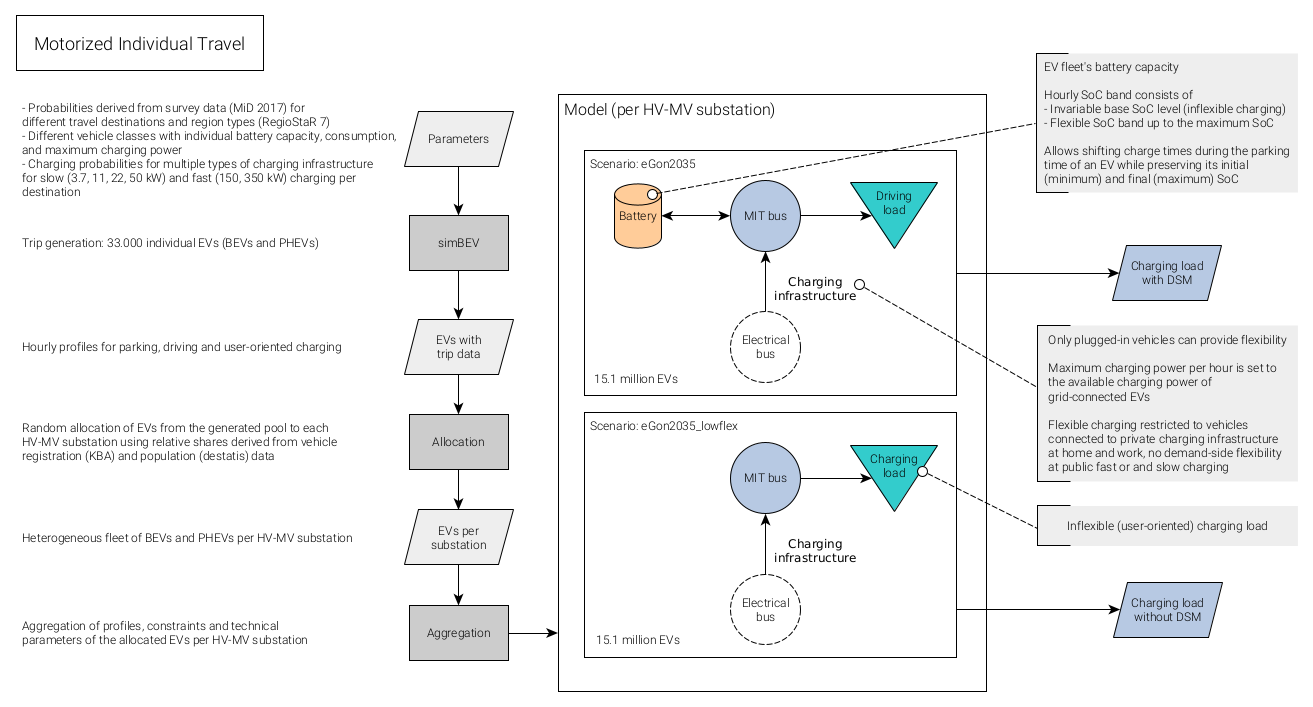 Motorized Individual Travel
- Probabilities derived from survey data (MiD 2017) for
different travel destinations and region types (RegioStaR 7)
- Different vehicle classes with individual battery capacity, consumption,
and maximum charging power
- Charging probabilities for multiple types of charging infrastructure
for slow (3.7, 11, 22, 50 kW) and fast (150, 350 kW) charging per
destination
Parameters
Trip generation: 33.000 individual EVs (BEVs and PHEVs)
simBEV
Hourly profiles for parking, driving and user-oriented charging
EVs with
trip data
Random allocation of EVs from the generated pool to each
HV-MV substation using relative shares derived from vehicle
registration (KBA) and population (destatis) data
Allocation
Heterogeneous fleet of BEVs and PHEVs per HV-MV substation
EVs per
substation
Aggregation of profiles, constraints and technical
parameters of the allocated EVs per HV-MV substation
Aggregation
Model (per HV-MV substation)
Scenario: eGon2035
Battery
MIT bus
Driving
load
Charging
infrastructure
Electrical
bus
15.1 million EVs
Scenario: eGon2035_lowflex
MIT bus
Charging
load
Charging
infrastructure
Electrical
bus
15.1 million EVs
EV fleet's battery capacity
Hourly SoC band consists of
- Invariable base SoC level (inflexible charging)
- Flexible SoC band up to the maximum SoC
Allows shifting charge times during the parking
time of an EV while preserving its initial
(minimum) and final (maximum) SoC
Charging load
with DSM
Only plugged-in vehicles can provide flexibility
Maximum charging power per hour is set to
the available charging power of
grid-connected EVs
Flexible charging restricted to vehicles
connected to private charging infrastructure
at home and work, no demand-side flexibility
at public fast or and slow charging
Inflexible (user-oriented) charging load
Charging load
without DSM